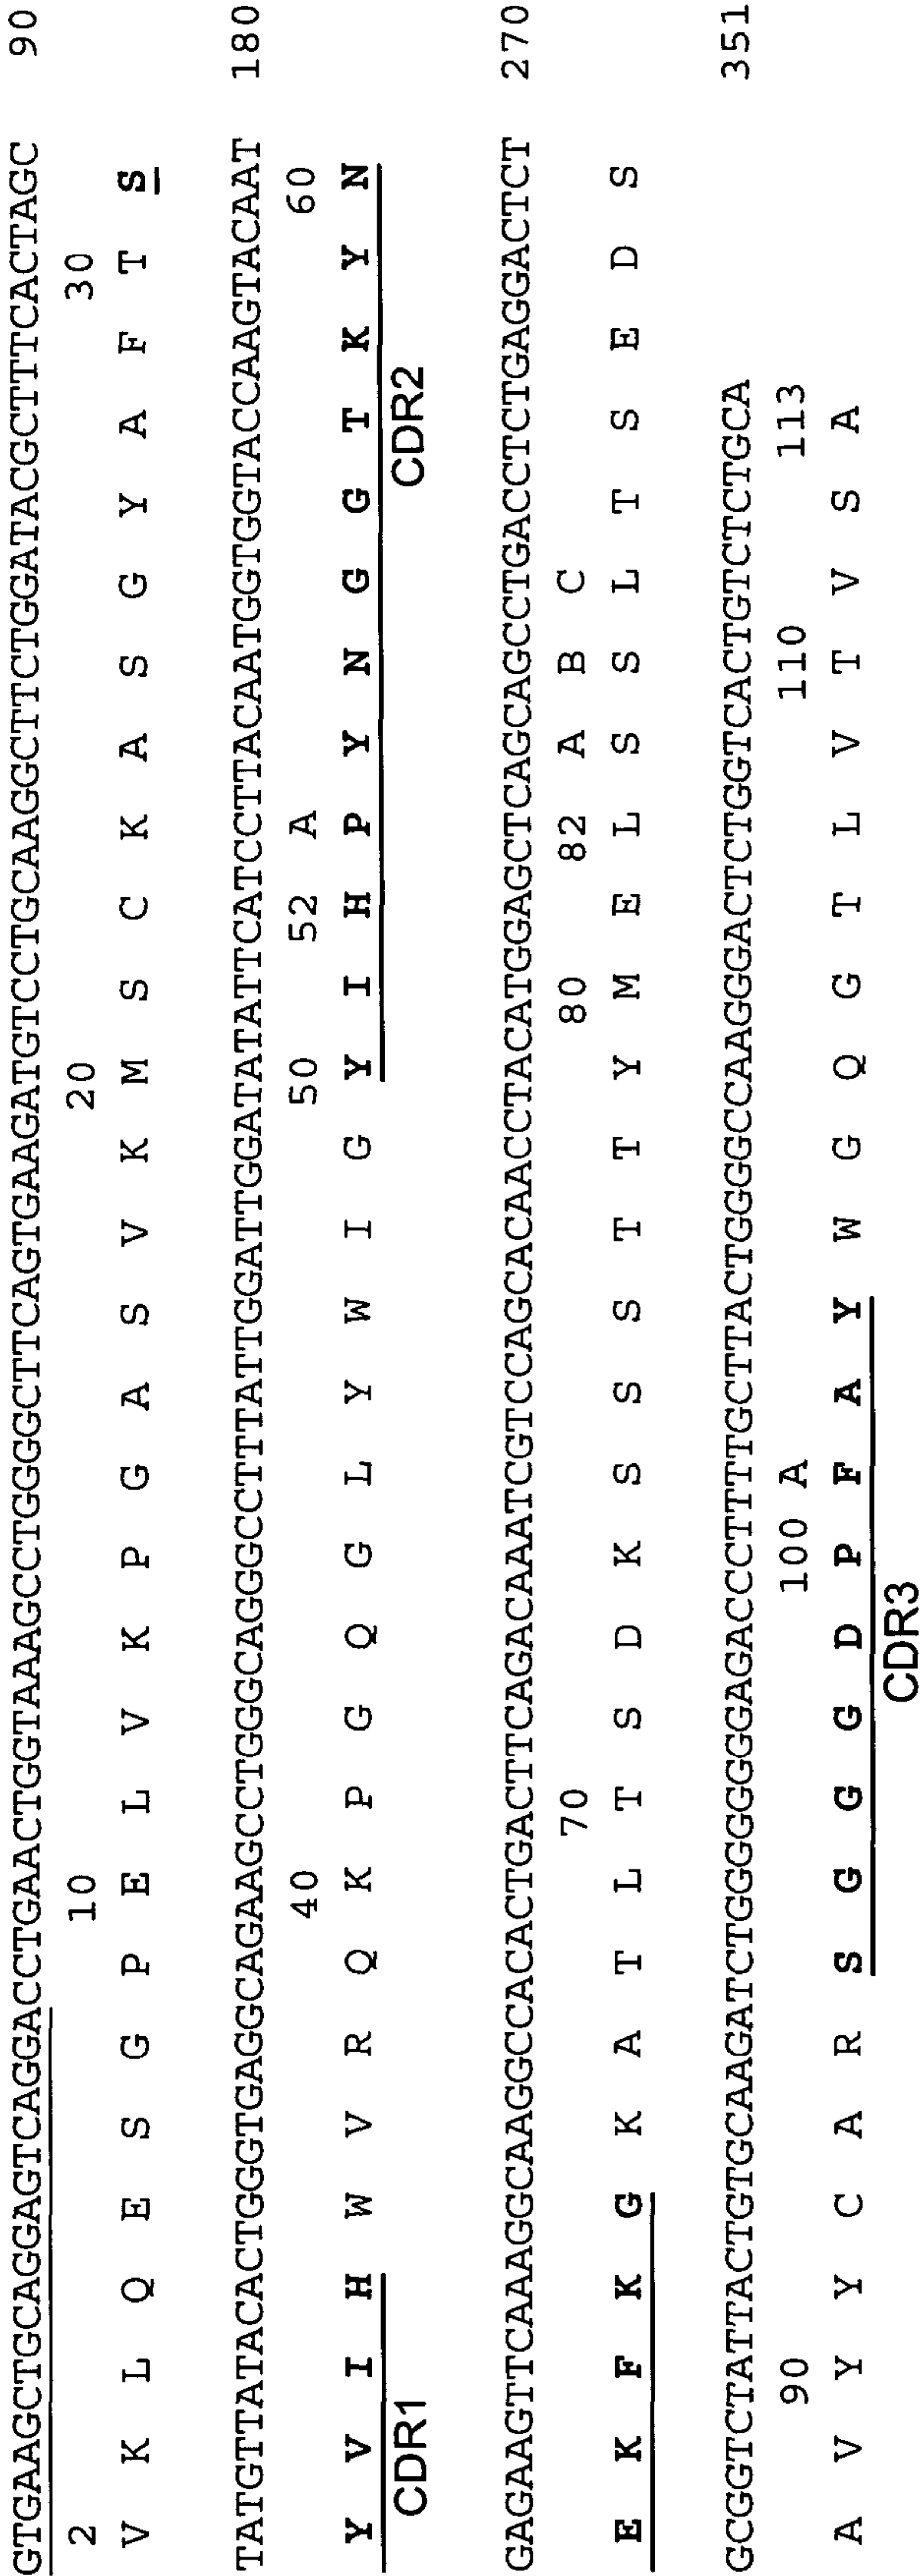 GTGAAGCTGCAGGAGTCAGGACCTGAACTGGTAAAGCCTGGGGCTTCAGTGAAGATGTCCTGCAAGGCTTCTGGATACGCTTTCACTAGC 90
2 10 20 30
V K L Q E S G P E L V K P G A S V K M S C K A S G Y A F T S
TATGTTATACACTGGGTGAGGCAGAAGCCTGGGCAGGGCCTTTATTGGATTGGATATATTCATCCTTACAATGGTGGTACCAAGTACAAT 180
40 50 52 A 60
Y V I H W V R Q K P G Q G L Y W I G Y I H P Y N G G T K Y N
CDR1 CDR2
GAGAAGTTCAAAGGCAAGGCCACACTGACTTCAGACAAATCGTCCAGCACAACCTACATGGAGCTCAGCAGCCTGACCTCTGAGGACTCT 270
70 80 82 A B C
E K F K G K A T L T S D K S S S T T Y M E L S S L T S E D S
GCGGTCTATTACTGTGCAAGATCTGGGGGGGGAGACCCTTTTGCTTACTGGGGCCAAGGGACTCTGGTCACTGTCTCTGCA 351
90 100 A 110 113
A V Y Y C A R S G G G D P F A Y W G Q G T L V T V S A
CDR3